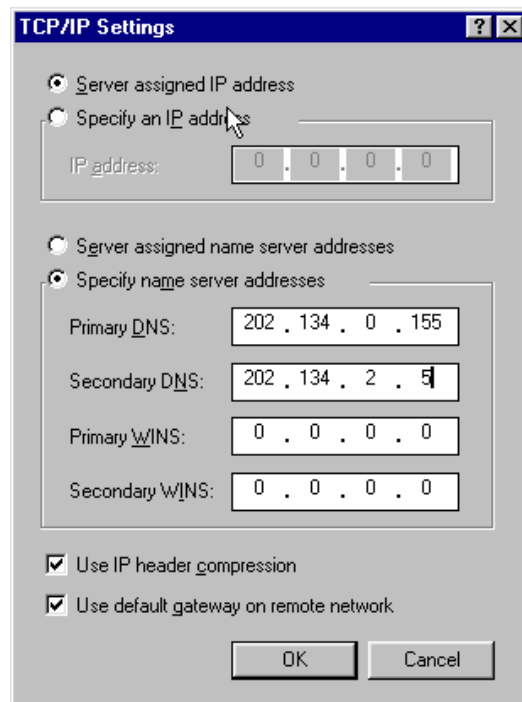 TCP/IP Settings
Server assigned IP address
Specify an IP address
IP address: 0 . 0 . 0 . 0
Server assigned name server addresses
Specify name server addresses
Primary DNS: 202 . 134 . 0 . 155
Secondary DNS: 202 . 134 . 2 . 5
Primary WINS: 0 . 0 . 0 . 0
Secondary WINS: 0 . 0 . 0 . 0
Use IP header compression
Use default gateway on remote network
OK Cancel